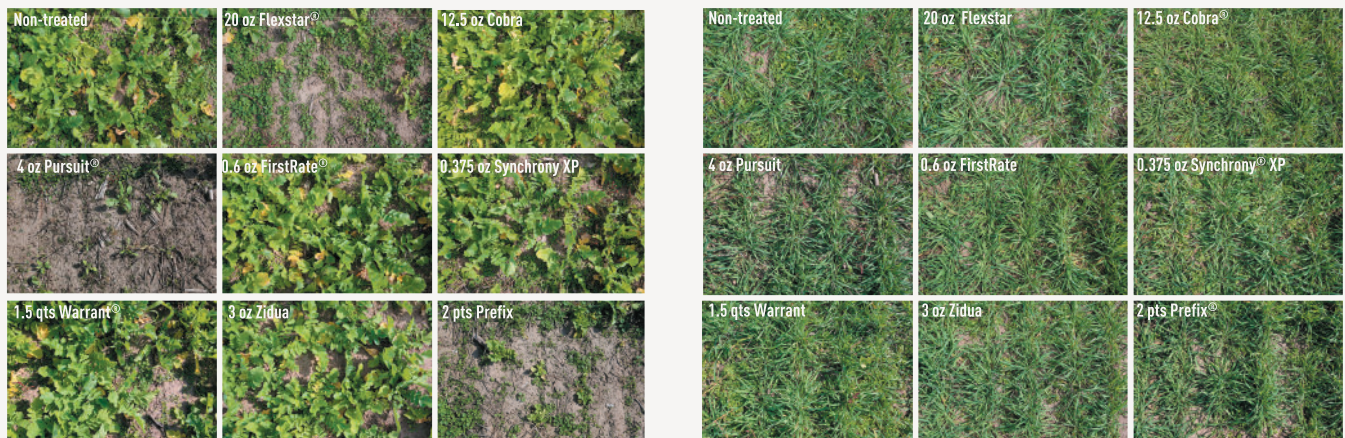 Non-treated
20 oz Flexstar®
12.5 oz Cobra
4 oz Pursuit®
0.6 oz FirstRate®
0.375 oz Synchrony XP
1.5 qts Warrant®
3 oz Zidua
2 pts Prefix
Non-treated
20 oz Flexstar
12.5 oz Cobra®
4 oz Pursuit
0.6 oz FirstRate
0.375 oz Synchrony® XP
1.5 qts Warrant
3 oz Zidua
2 pts Prefix®